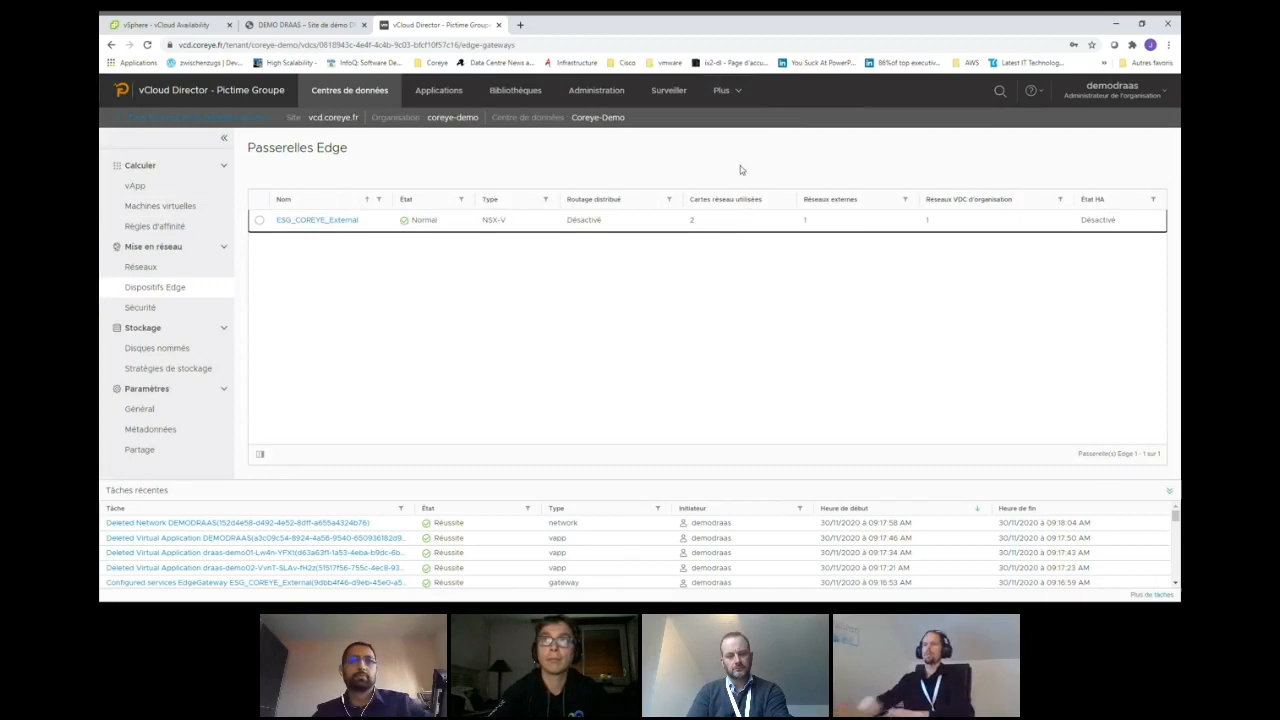 vSphere - vCloud Availability
DEMO DRAAS – Site de démo D
vCloud Director - Pictime Groupe
vcd.coreye.fr/tenant/coreye-demo/vdcs/0818943c-4e4f-4c4b-9c03-bfcf10f57c16/edge-gateways
Applications
zwischenzugs | Dev...
High Scalability -
InfoQ: Software De...
Coreye
Data Centre News a...
Infrastructure
Cisco
vmware
ix2-dl - Page d'accu...
You Suck At PowerP...
86% of top executiv...
AWS
Latest IT Technolog...
Autres favoris
vCloud Director - Pictime Groupe
Centres de données
Applications
Bibliothèques
Administration
Surveiller
Plus
demodraas
Administrateur de l'organisation
Site : vcd.coreye.fr
Organisation : coreye-demo
Centre de données : Coreye-Demo
Calculer
vApp
Machines virtuelles
Règles d'affinité
Mise en réseau
Réseaux
Dispositifs Edge
Sécurité
Stockage
Disques nommés
Stratégies de stockage
Paramètres
Général
Métadonnées
Partage
Passerelles Edge
Nom État Type Routage distribué Cartes réseau utilisées Réseaux externes Réseaux VDC d'organisation État HA
ESG_COREYE_External Normal NSX-V Désactivé 2 1 1 Désactivé
Passerelle(s) Edge 1 - 1 sur 1
Tâches récentes
Tâche État Type Initiateur Heure de début Heure de fin
Deleted Network DEMODRAAS(152d4e58-d492-4e52-8dff-a655a4324b76) Réussite network demodraas 30/11/2020 à 09:17:58 AM 30/11/2020 à 09:18:04 AM
Deleted Virtual Application DEMODRAAS(a3c09c54-8924-4a56-9540-650936182d9... Réussite vapp demodraas 30/11/2020 à 09:17:46 AM 30/11/2020 à 09:17:50 AM
Deleted Virtual Application draas-demo01-Lw4n-YFX1(d63a63f1-1a53-4eba-b9dc-6b... Réussite vapp demodraas 30/11/2020 à 09:17:34 AM 30/11/2020 à 09:17:43 AM
Deleted Virtual Application draas-demo02-VvnT-SLAv-fH2z(51517f56-755c-4ec8-93... Réussite vapp demodraas 30/11/2020 à 09:17:21 AM 30/11/2020 à 09:17:23 AM
Configured services EdgeGateway ESG_COREYE_External(9dbb4f46-d9eb-45e0-a5... Réussite gateway demodraas 30/11/2020 à 09:16:53 AM 30/11/2020 à 09:16:59 AM
Plus de tâches